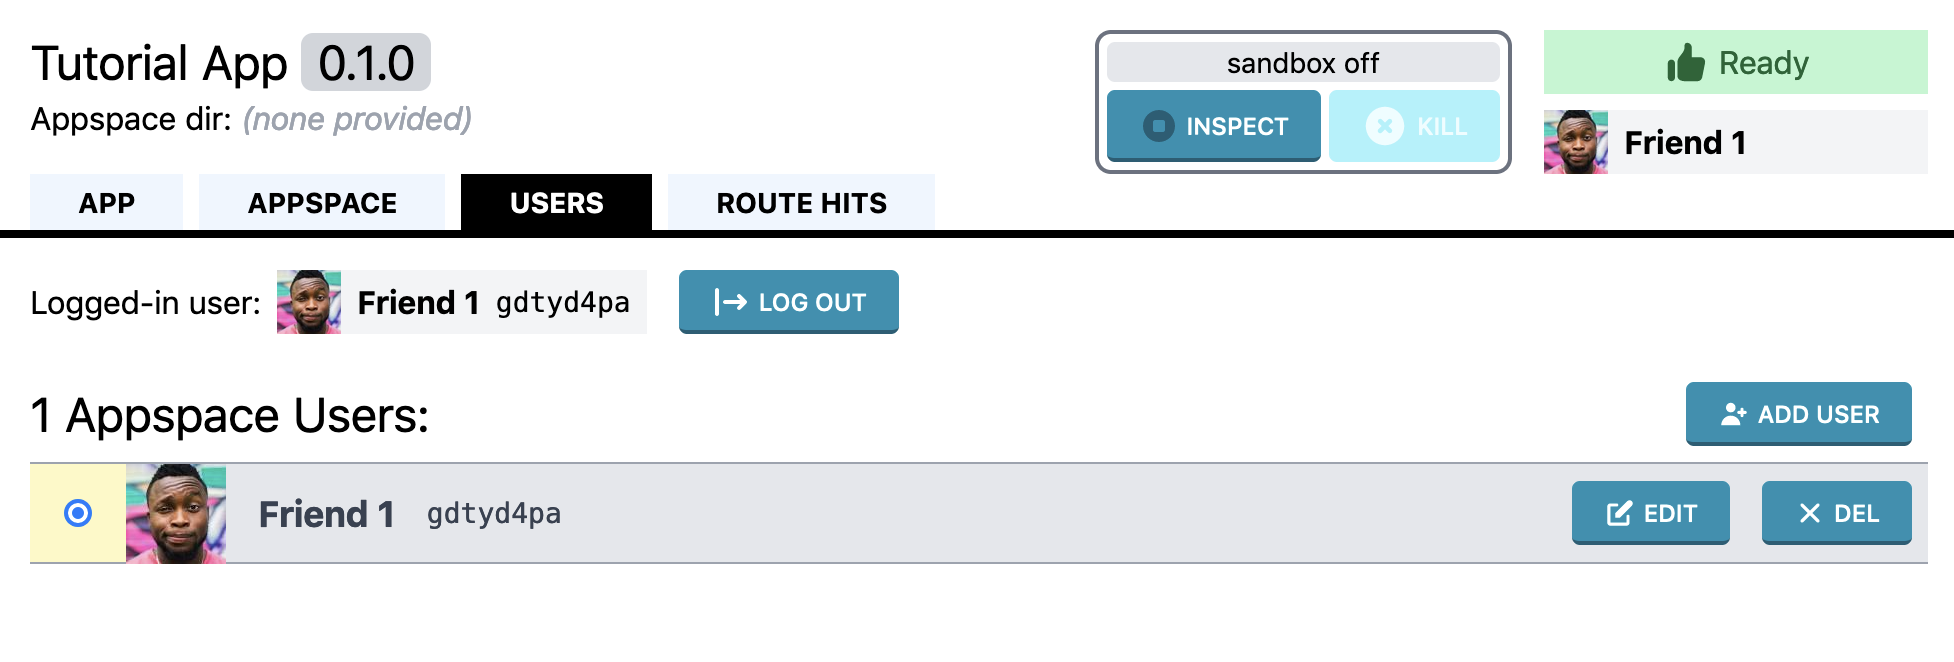 Tutorial App 0.1.0
Appspace dir: (none provided)
sandbox off
INSPECT
KILL
Ready
Friend 1
APP
APPSPACE
USERS
ROUTE HITS
Logged-in user: Friend 1 gdtyd4pa
LOG OUT
1 Appspace Users:
ADD USER
Friend 1 gdtyd4pa
EDIT
DEL